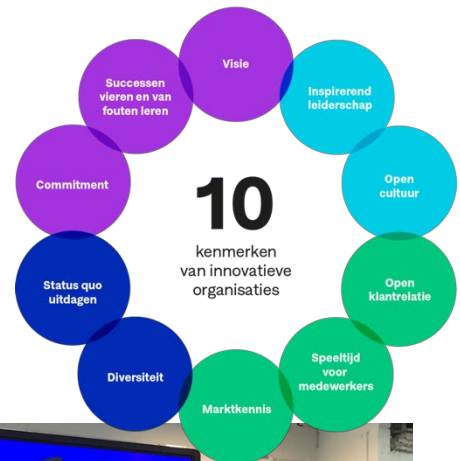 10
kenmerken
van innovatieve
organisaties
Visie
Inspirerend
leiderschap
Open
cultuur
Open
klantrelatie
Speeltijd
voor
medewerkers
Marktkennis
Diversiteit
Status quo
uitdagen
Commitment
Successen
vieren en van
fouten leren